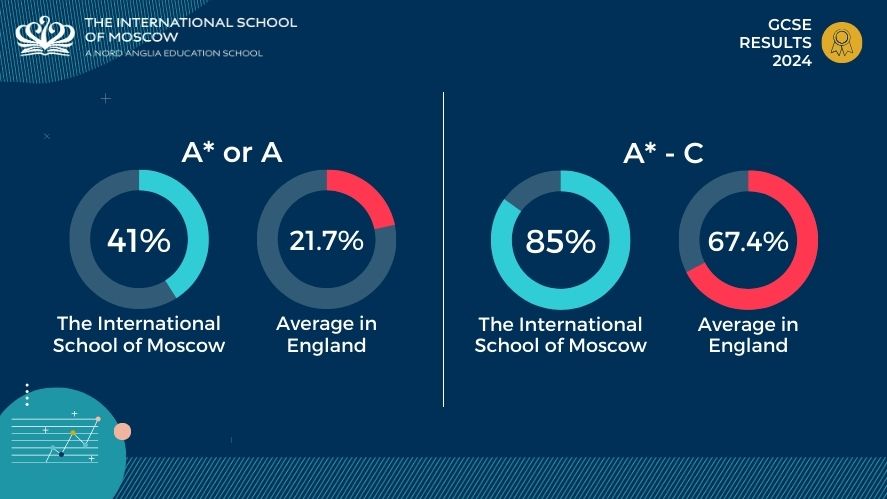 THE INTERNATIONAL SCHOOL
OF MOSCOW
A NORD ANGLIA EDUCATION SCHOOL
GCSE
RESULTS
2024
A* or A
41%
The International
School of Moscow
21.7%
Average in
England
A* - C
85%
The International
School of Moscow
67.4%
Average in
England